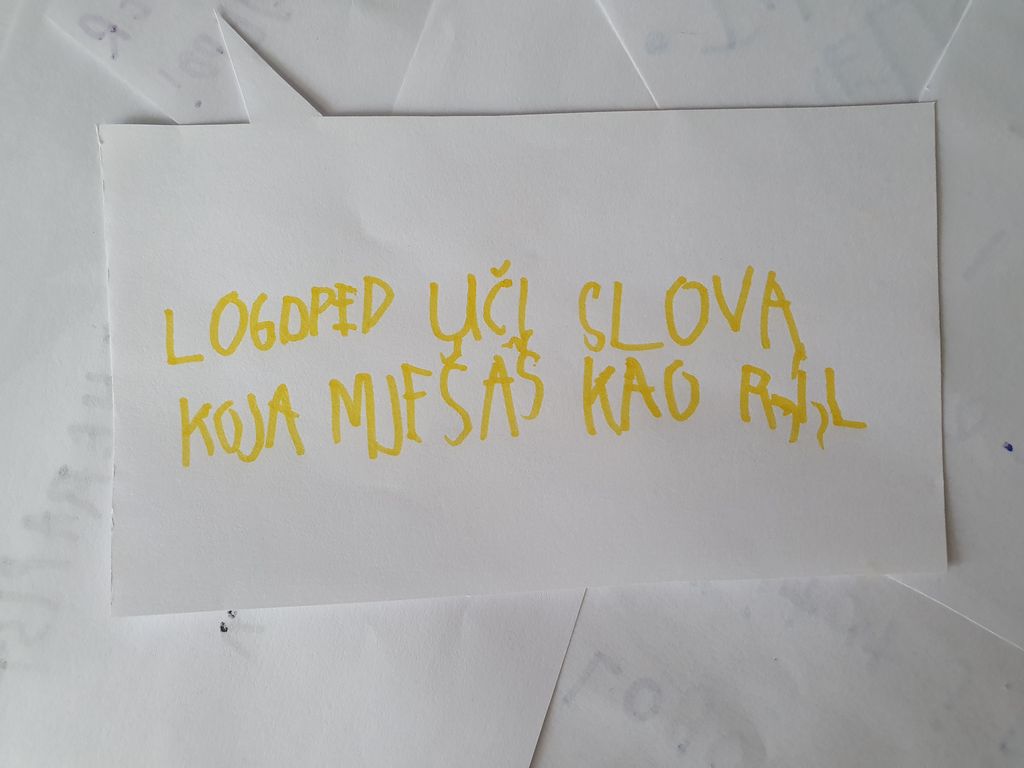 LOGOPED UČI SLOVA
KOJA MJEŠAŠ KAO R I L